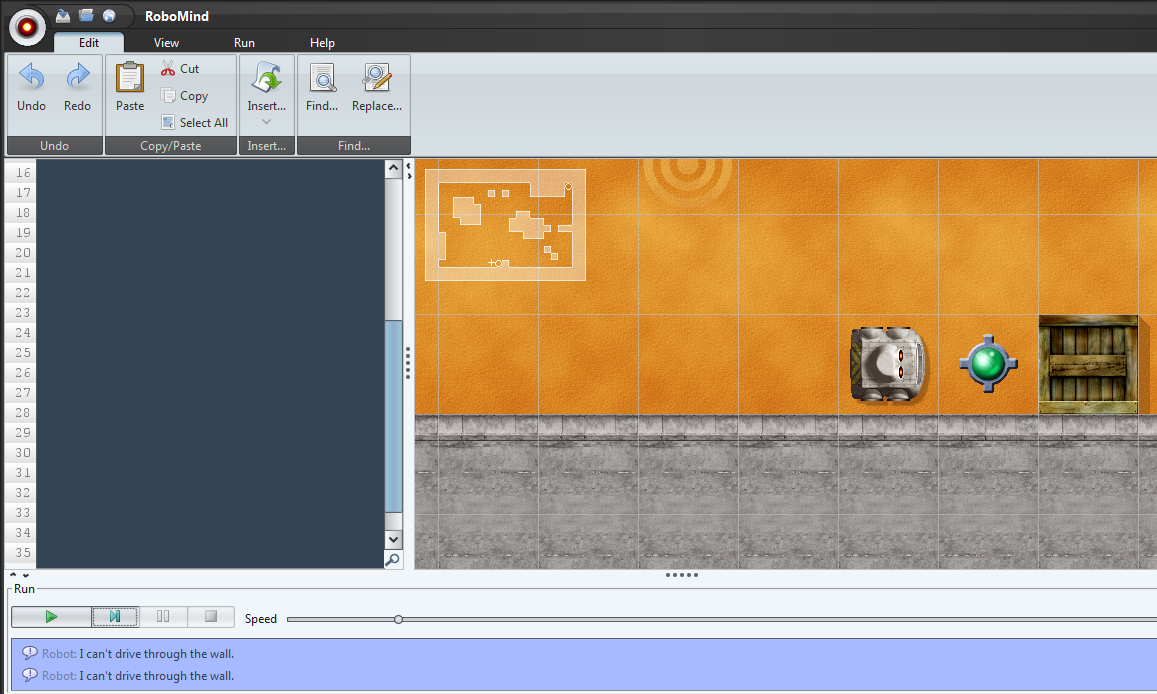 RoboMind
Edit View Run Help
Undo Redo Paste Cut Copy Select All Insert... Find... Replace...
Undo Copy/Paste Insert... Find...
16
17
18
19
20
21
22
23
24
25
26
27
28
29
30
31
32
33
34
35
Run
Speed
Robot: I can't drive through the wall.
Robot: I can't drive through the wall.